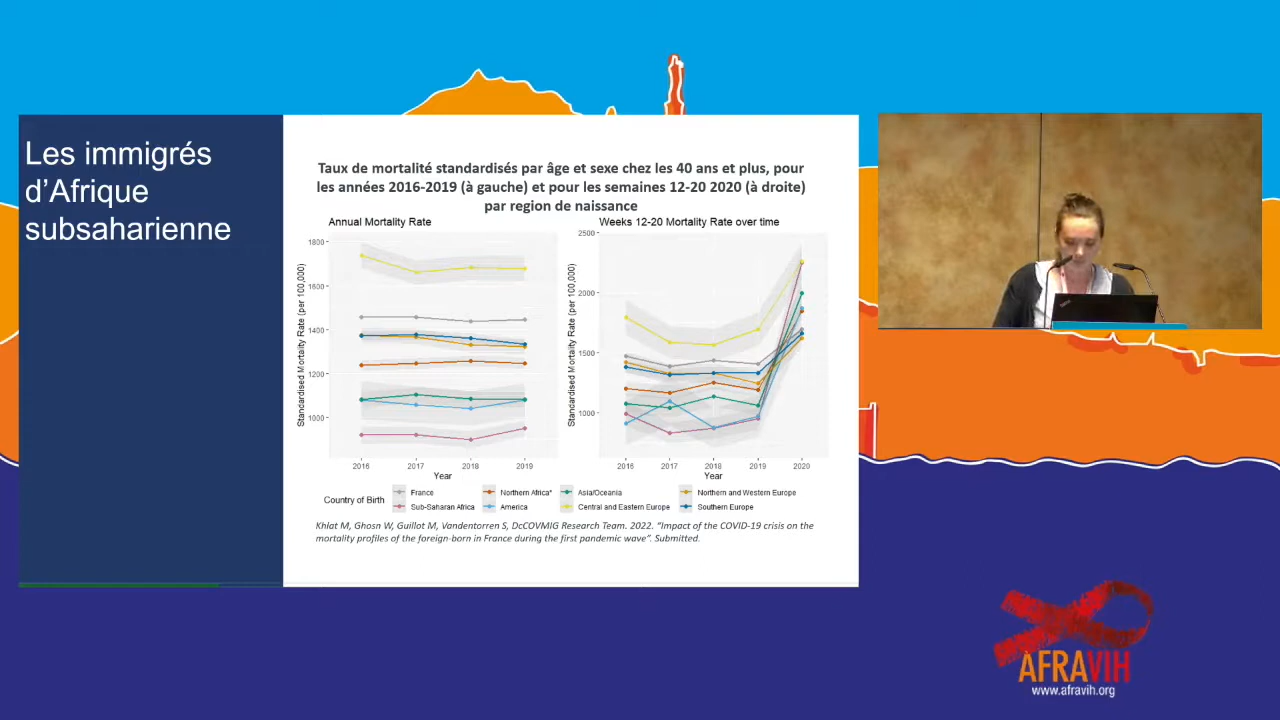 Les immigrés
d'Afrique
subsaharienne
Taux de mortalité standardisés par âge et sexe chez les 40 ans et plus, pour
les années 2016-2019 (à gauche) et pour les semaines 12-20 2020 (à droite)
par region de naissance
Annual Mortality Rate
Standardised Mortality Rate (per 100,000)
1800
1600
1400
1200
1000
2016 2017 2018 2019
Year
Weeks 12-20 Mortality Rate over time
Standardised Mortality Rate (per 100,000)
2500
2000
1500
1000
2016 2017 2018 2019 2020
Year
Country of Birth
France Northern Africa* Asia/Oceania Northern and Western Europe
Sub-Saharan Africa America Central and Eastern Europe Southern Europe
Khlat M, Ghosn W, Guillot M, Vandentorren S, DcCOVMIG Research Team. 2022. "Impact of the COVID-19 crisis on the
mortality profiles of the foreign-born in France during the first pandemic wave". Submitted.
AFRAVIH
www.afravih.org